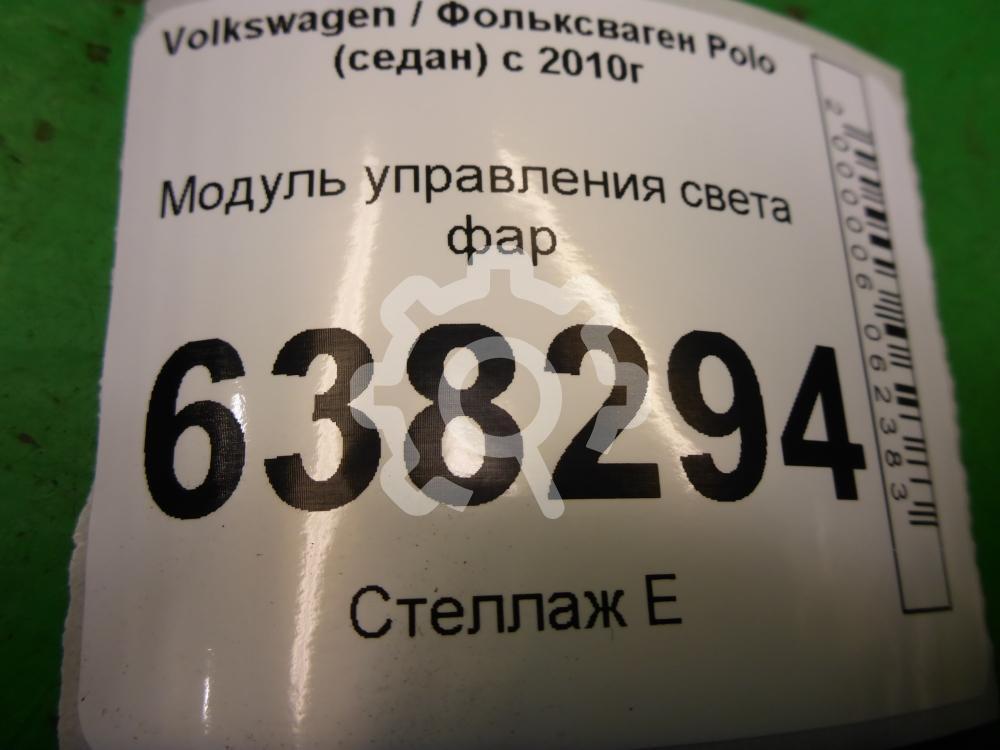 Volkswagen / Фольксваген Polo
(седан) с 2010г
Модуль управления света
фар
638294
Стеллаж Е
2000006062383